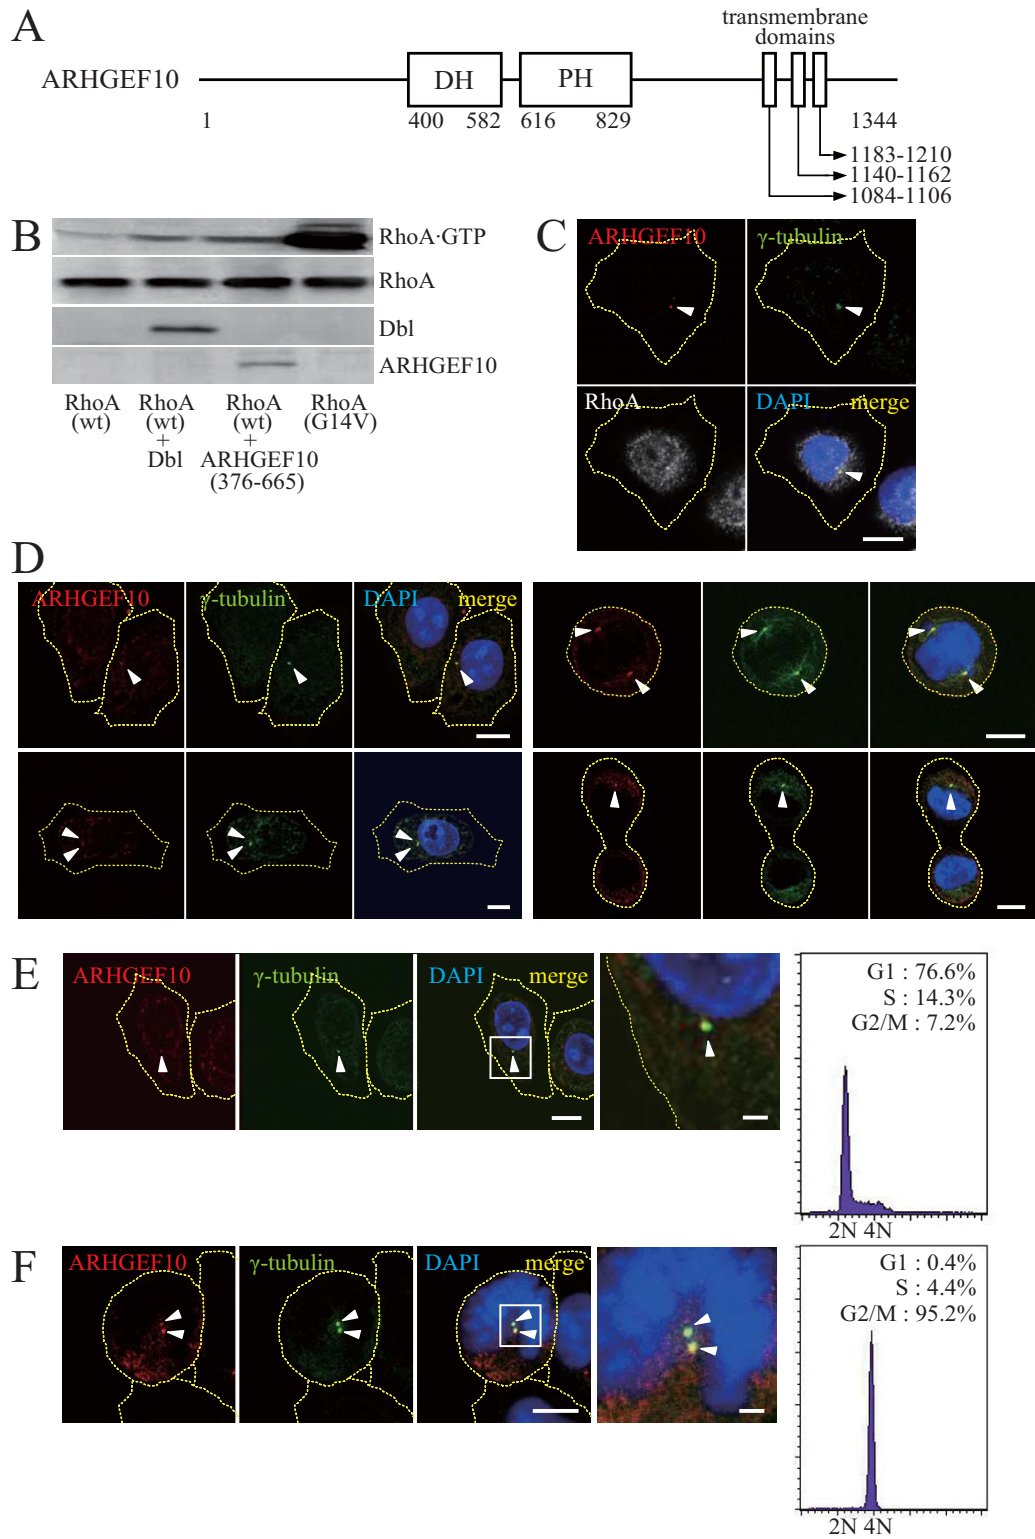 A
transmembrane
domains
ARHGEF10
DH
PH
1
400
582
616
829
1344
1183-1210
1140-1162
1084-1106
B
RhoA·GTP
RhoA
Dbl
ARHGEF10
RhoA
(wt)
RhoA
(wt)
+
Dbl
RhoA
(wt)
+
ARHGEF10
(376-665)
RhoA
(G14V)
C
ARHGEF10
γ-tubulin
RhoA
DAPI
merge
D
ARHGEF10
γ-tubulin
DAPI
merge
E
ARHGEF10
γ-tubulin
DAPI
merge
G1 : 76.6%
S : 14.3%
G2/M : 7.2%
2N 4N
F
ARHGEF10
γ-tubulin
DAPI
merge
G1 : 0.4%
S : 4.4%
G2/M : 95.2%
2N 4N